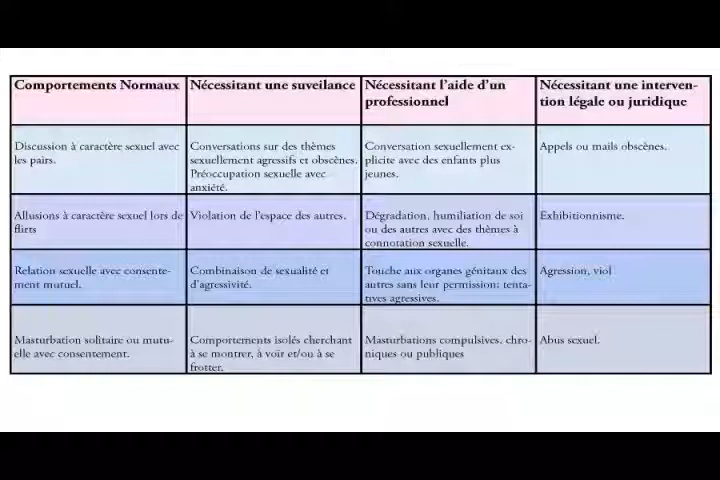 Comportements Normaux
Nécessitant une suveilance
Nécessitant l'aide d'un
professionnel
Nécessitant une interven-
tion légale ou juridique
Discussion à caractère sexuel avec
les pairs.
Conversations sur des thèmes
sexuellement agressifs et obscènes.
Préoccupation sexuelle avec
anxiété.
Conversation sexuellement ex-
plicite avec des enfants plus
jeunes.
Appels ou mails obscènes.
Allusions à caractère sexuel lors de
flirts
Violation de l'espace des autres.
Dégradation, humiliation de soi
ou des autres avec des thèmes à
connotation sexuelle.
Exhibitionnisme.
Relation sexuelle avec consente-
ment mutuel.
Combinaison de sexualité et
d'agressivité.
Touche aux organes génitaux des
autres sans leur permission; tenta-
tives agressives.
Agression, viol
Masturbation solitaire ou mutu-
elle avec consentement.
Comportements isolés cherchant
à se montrer, à voir et/ou à se
frotter.
Masturbations compulsives, chro-
niques ou publiques
Abus sexuel.